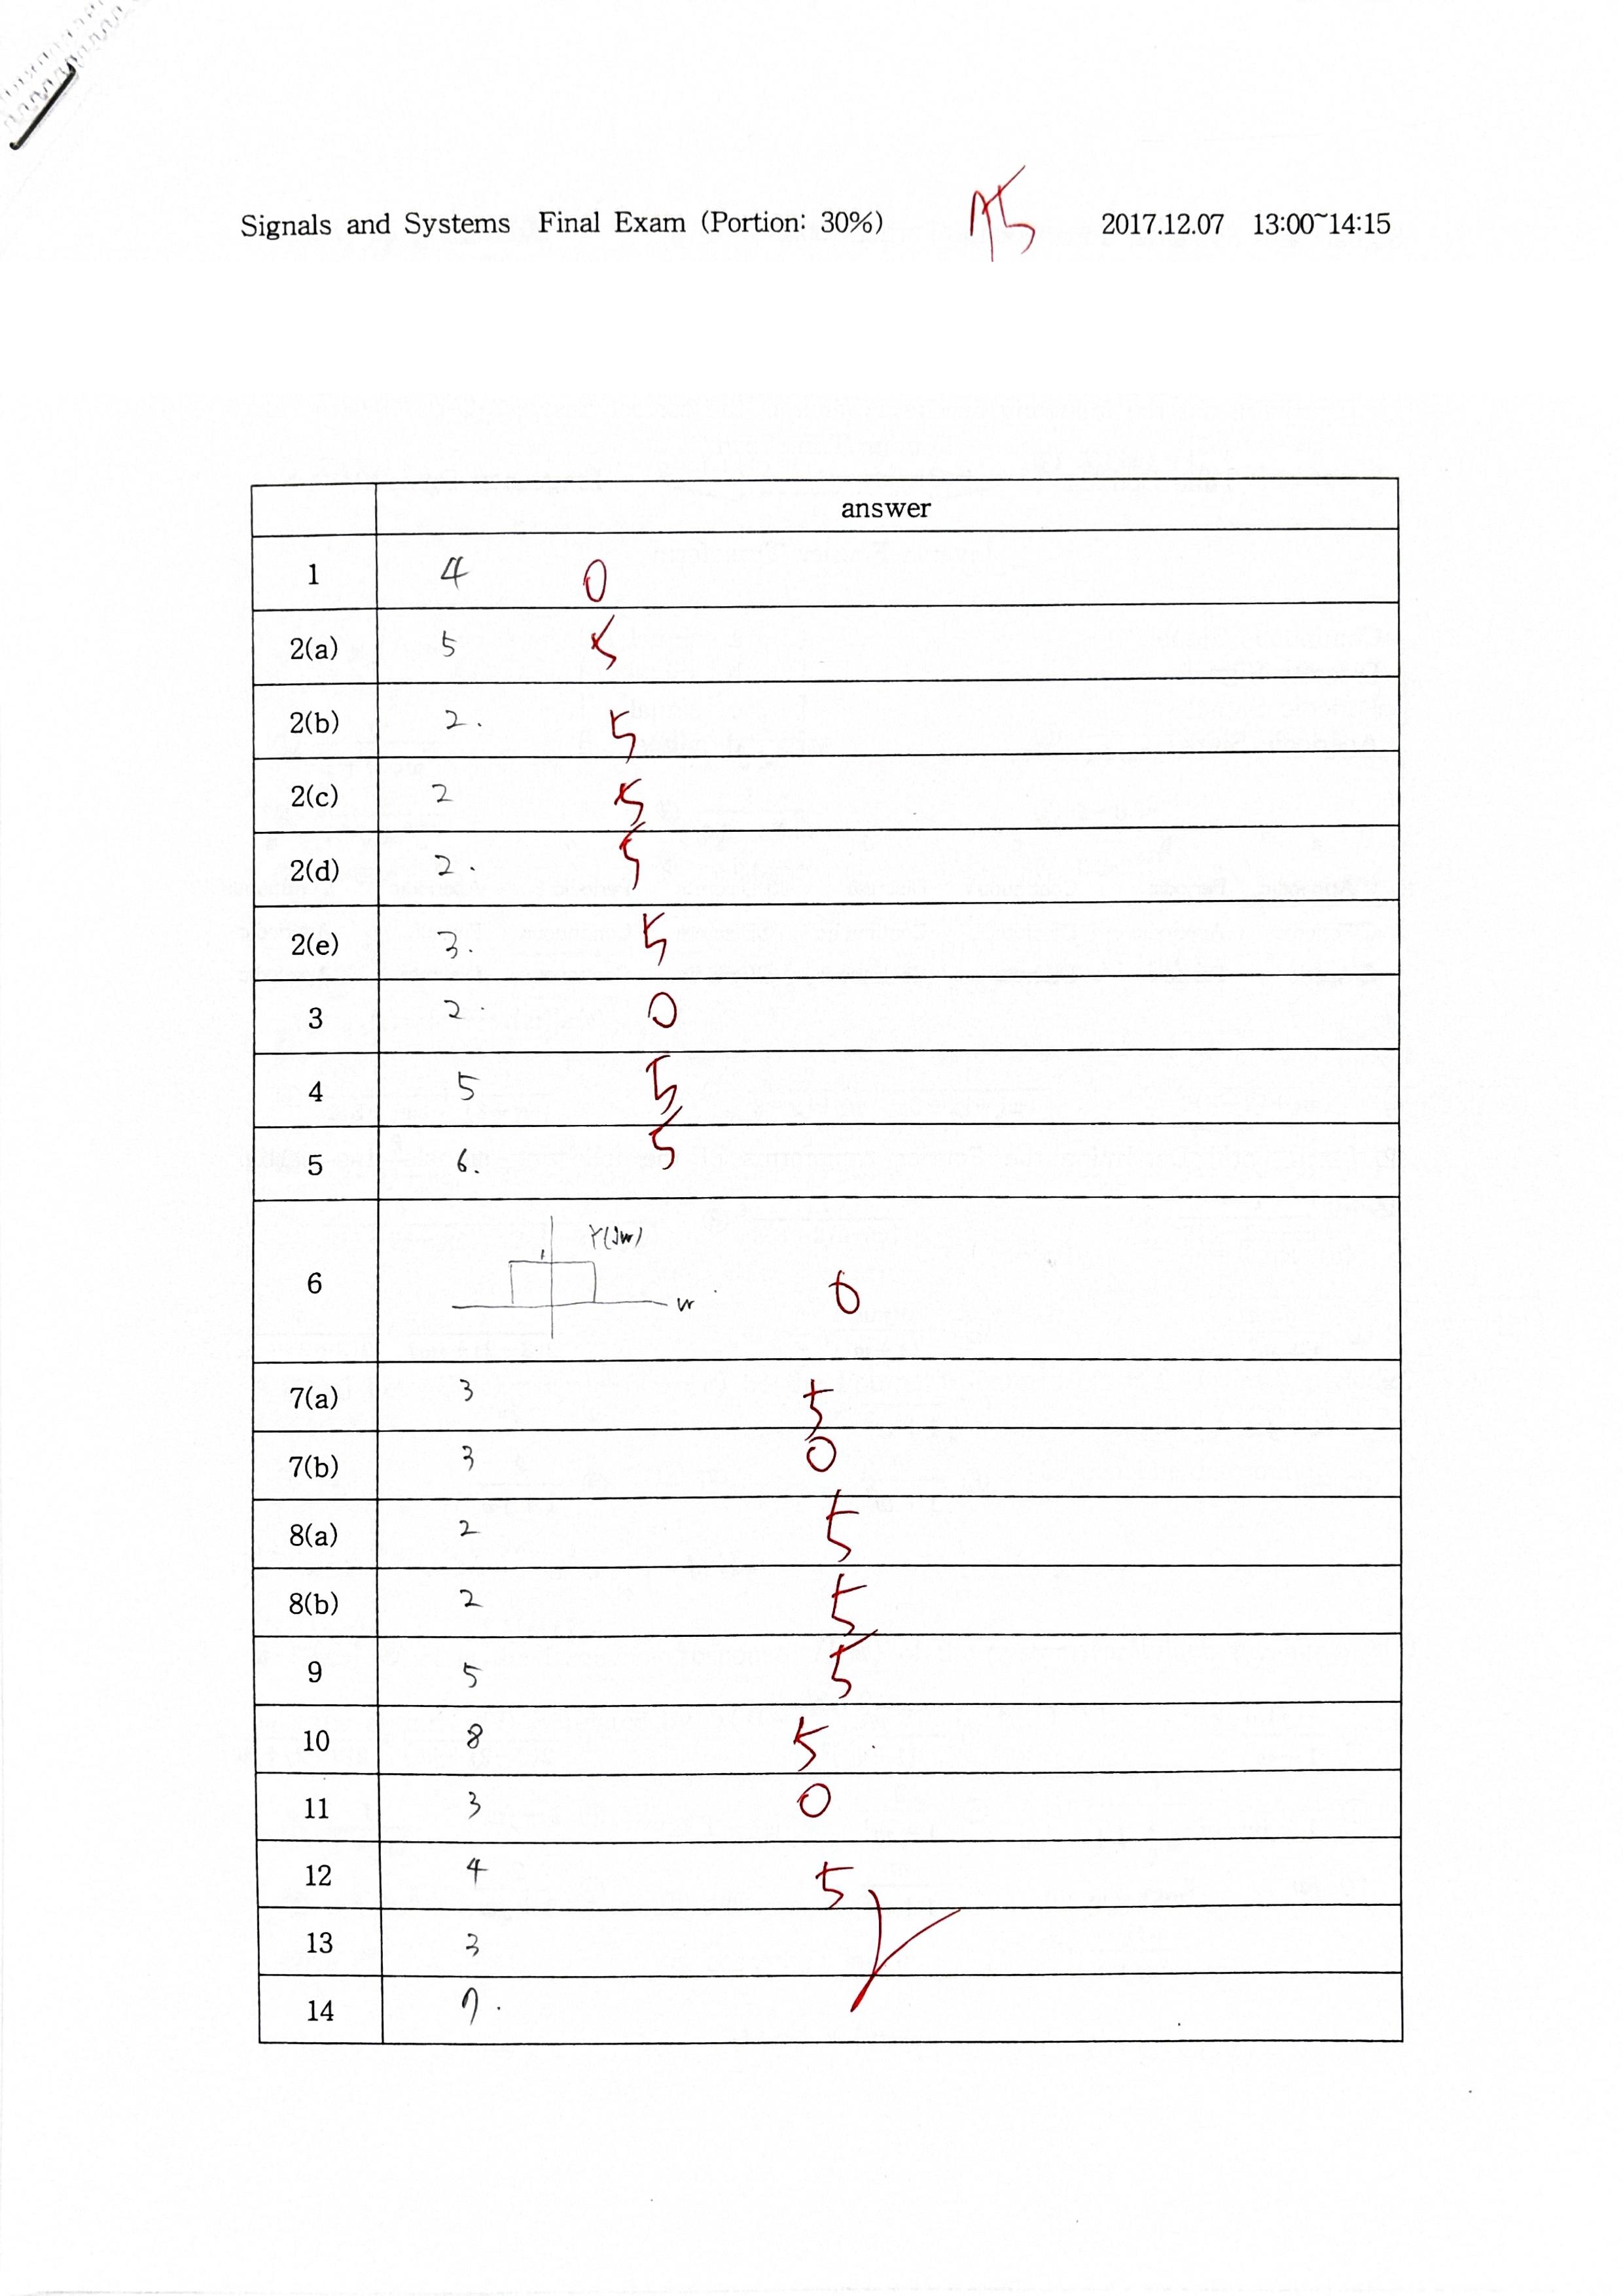 Signals and Systems Final Exam (Portion: 30%) 75 2017.12.07 13:00~14:15
answer
1 4 0
2(a) 5 5
2(b) 2. 5
2(c) 2 5
2(d) 2. 5
2(e) 3. 5
3 2. 0
4 5 5
5 6. 5
6 1 Y(jw) w 0
7(a) 3 5
7(b) 3 0
8(a) 2 5
8(b) 2 5
9 5 5
10 8 5
11 3 0
12 4 5
13 3
14 7.